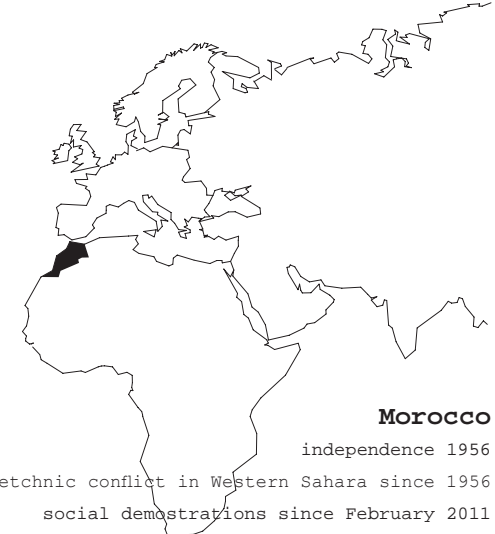 Morocco
independence 1956
etchnic conflict in Western Sahara since 1956
social demostrations since February 2011